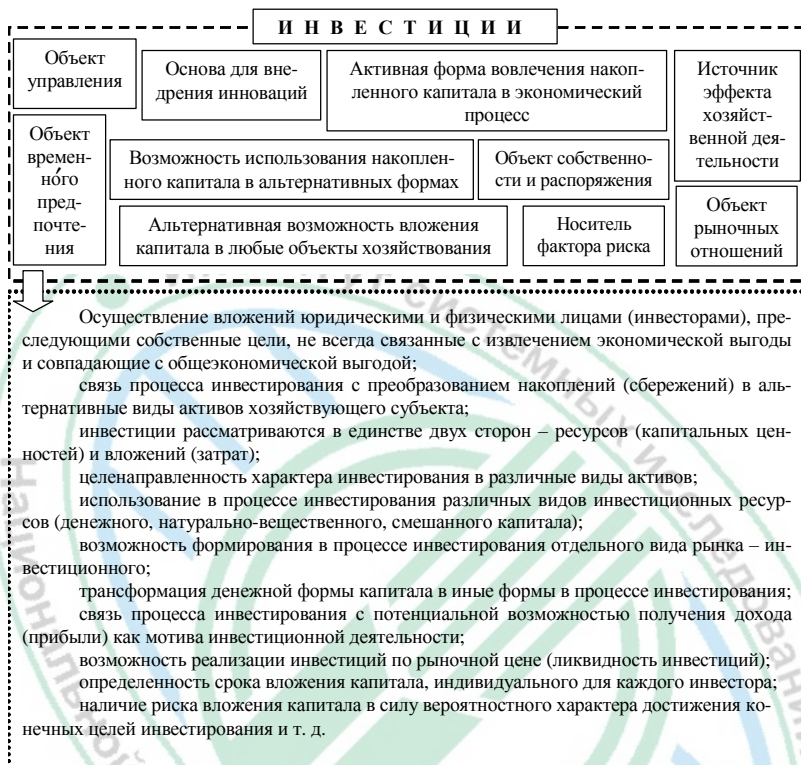 И Н В Е С Т И Ц И И
Объект
управления
Основа для вне-
дрения инноваций
Активная форма вовлечения накоп-
ленного капитала в экономический
процесс
Источник
эффекта
хозяйст-
венной дея-
тельности
Объект
времен-
но́го
пред-
почте-
ния
Возможность использования накоплен-
ного капитала в альтернативных формах
Объект собственно-
сти и распоряжения
Альтернативная возможность вложения
капитала в любые объекты хозяйствования
Носитель
фактора риска
Объект
рыночных
отношений
Осуществление вложений юридическими и физическими лицами (инвесторами), пре-
следующими собственные цели, не всегда связанные с извлечением экономической выгоды
и совпадающие с общеэкономической выгодой;
связь процесса инвестирования с преобразованием накоплений (сбережений) в аль-
тернативные виды активов хозяйствующего субъекта;
инвестиции рассматриваются в единстве двух сторон – ресурсов (капитальных цен-
ностей) и вложений (затрат);
целенаправленность характера инвестирования в различные виды активов;
использование в процессе инвестирования различных видов инвестиционных ресур-
сов (денежного, натурально-вещественного, смешанного капитала);
возможность формирования в процессе инвестирования отдельного вида рынка – ин-
вестиционного;
трансформация денежной формы капитала в иные формы в процессе инвестирования;
связь процесса инвестирования с потенциальной возможностью получения дохода
(прибыли) как мотива инвестиционной деятельности;
возможность реализации инвестиций по рыночной цене (ликвидность инвестиций);
определенность срока вложения капитала, индивидуального для каждого инвестора;
наличие риска вложения капитала в силу вероятностного характера достижения ко-
нечных целей инвестирования и т. д.
системных исследовани
Национальной